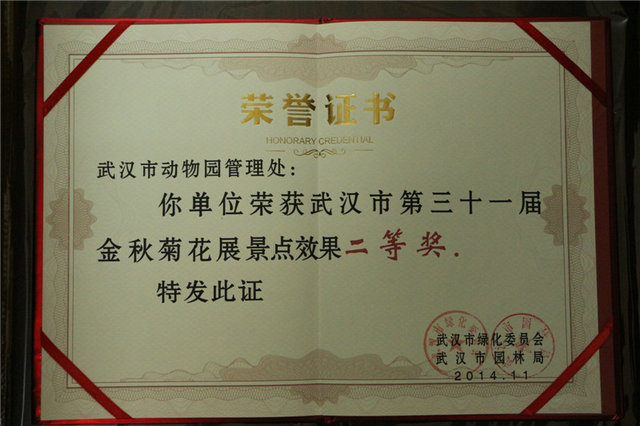 荣誉证书
HONORARY CREDENTIAL
武汉市动物园管理处：
你单位荣获武汉市第三十一届
金秋菊花展景点效果二等奖.
特发此证
武汉市绿化委员会
武汉市园林局
2014.11